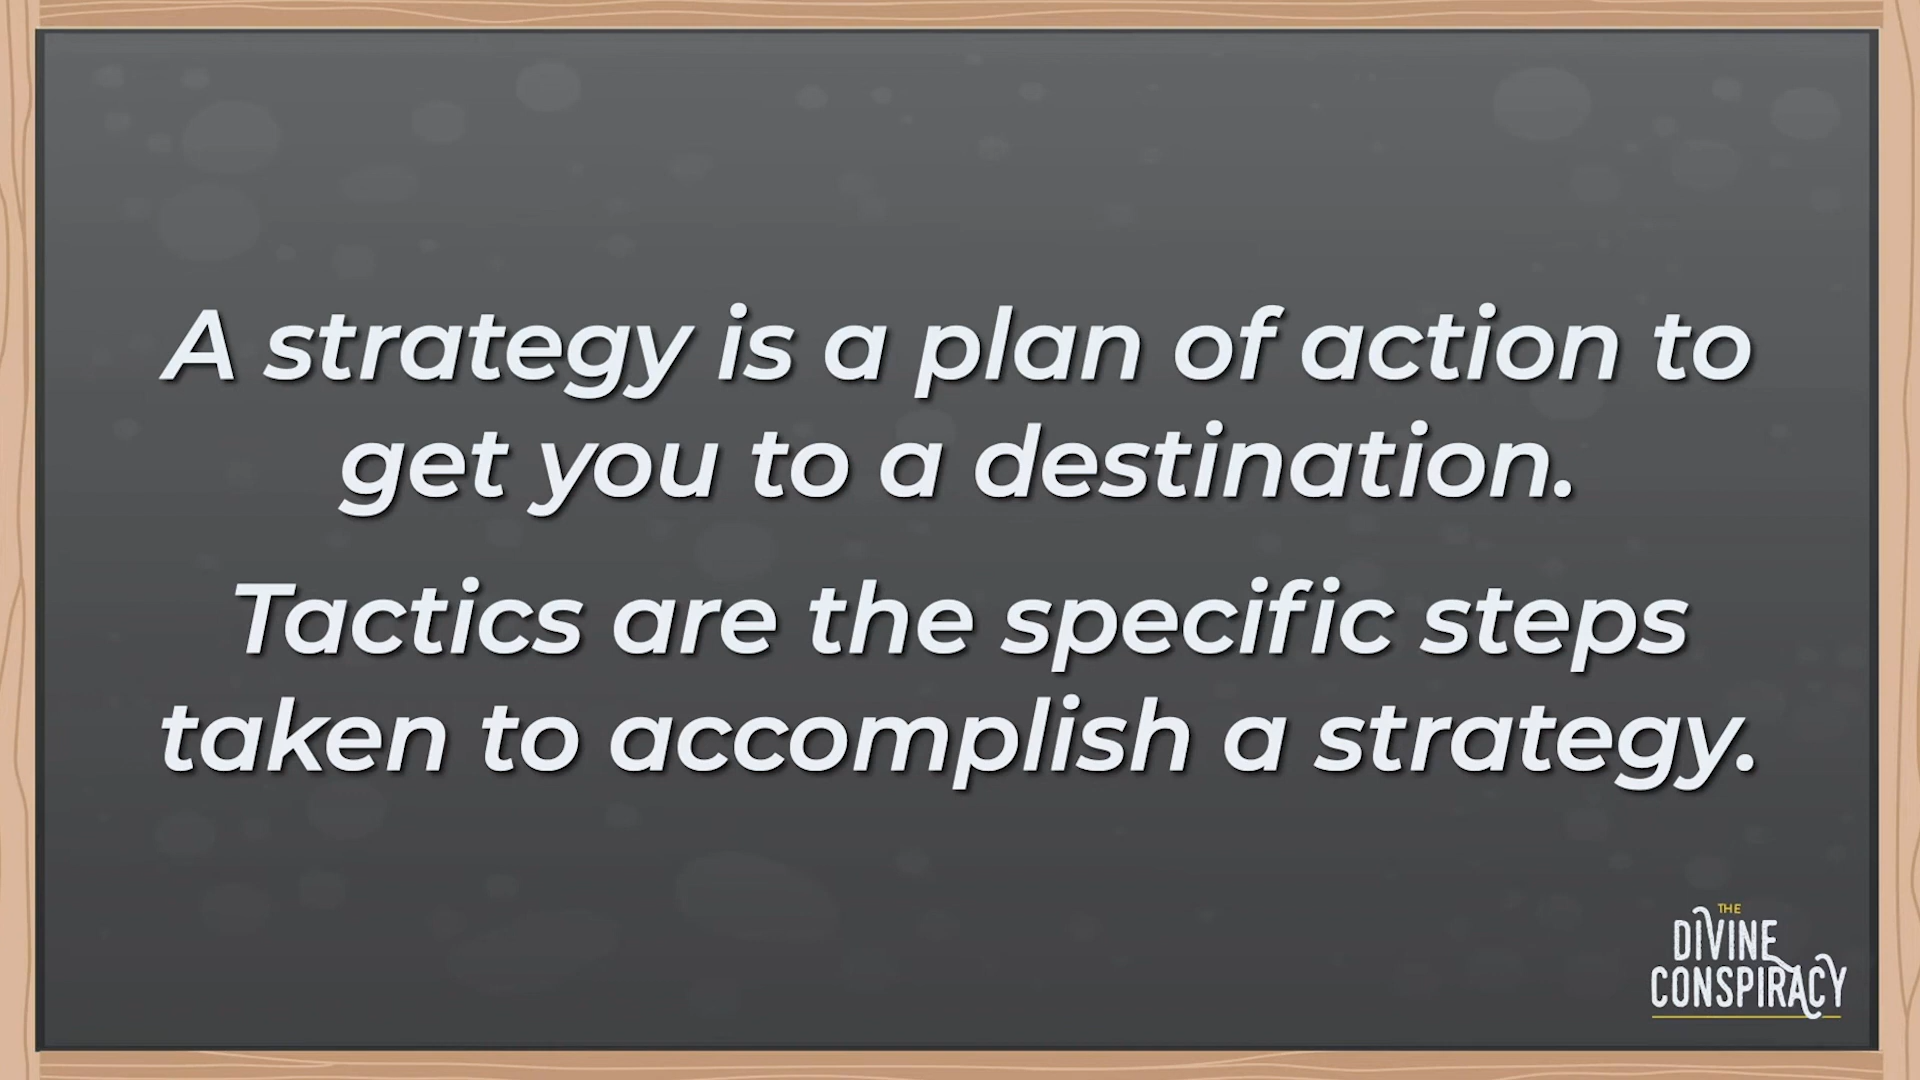 A strategy is a plan of action to
get you to a destination.
Tactics are the specific steps
taken to accomplish a strategy.
THE
DIVINE
CONSPIRACY